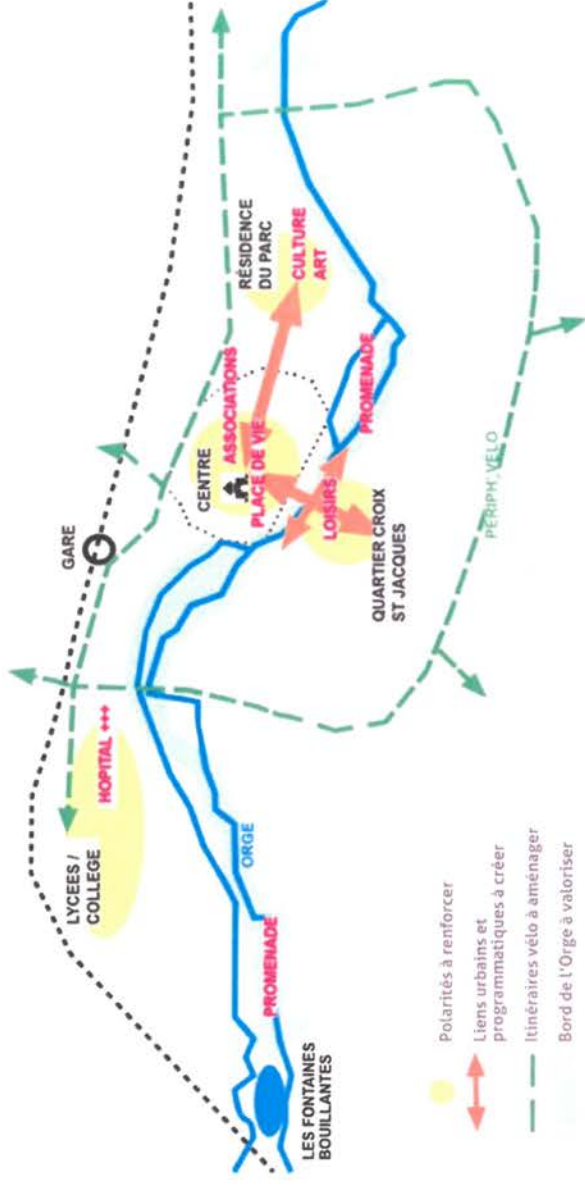 LYCEES /
COLLEGE
HOPITAL +++
GARE
CENTRE
ASSOCIATIONS
PLACE DE VIE
RÉSIDENCE
DU PARC
CULTURE
ART
LOISIRS
PROMENADE
QUARTIER CROIX
ST JACQUES
ORGE
PROMENADE
LES FONTAINES
BOUILLANTES
PERIPH' VELO
Polarités à renforcer
Liens urbains et
programmatiques à créer
Itinéraires vélo à aménager
Bord de l'Orge à valoriser